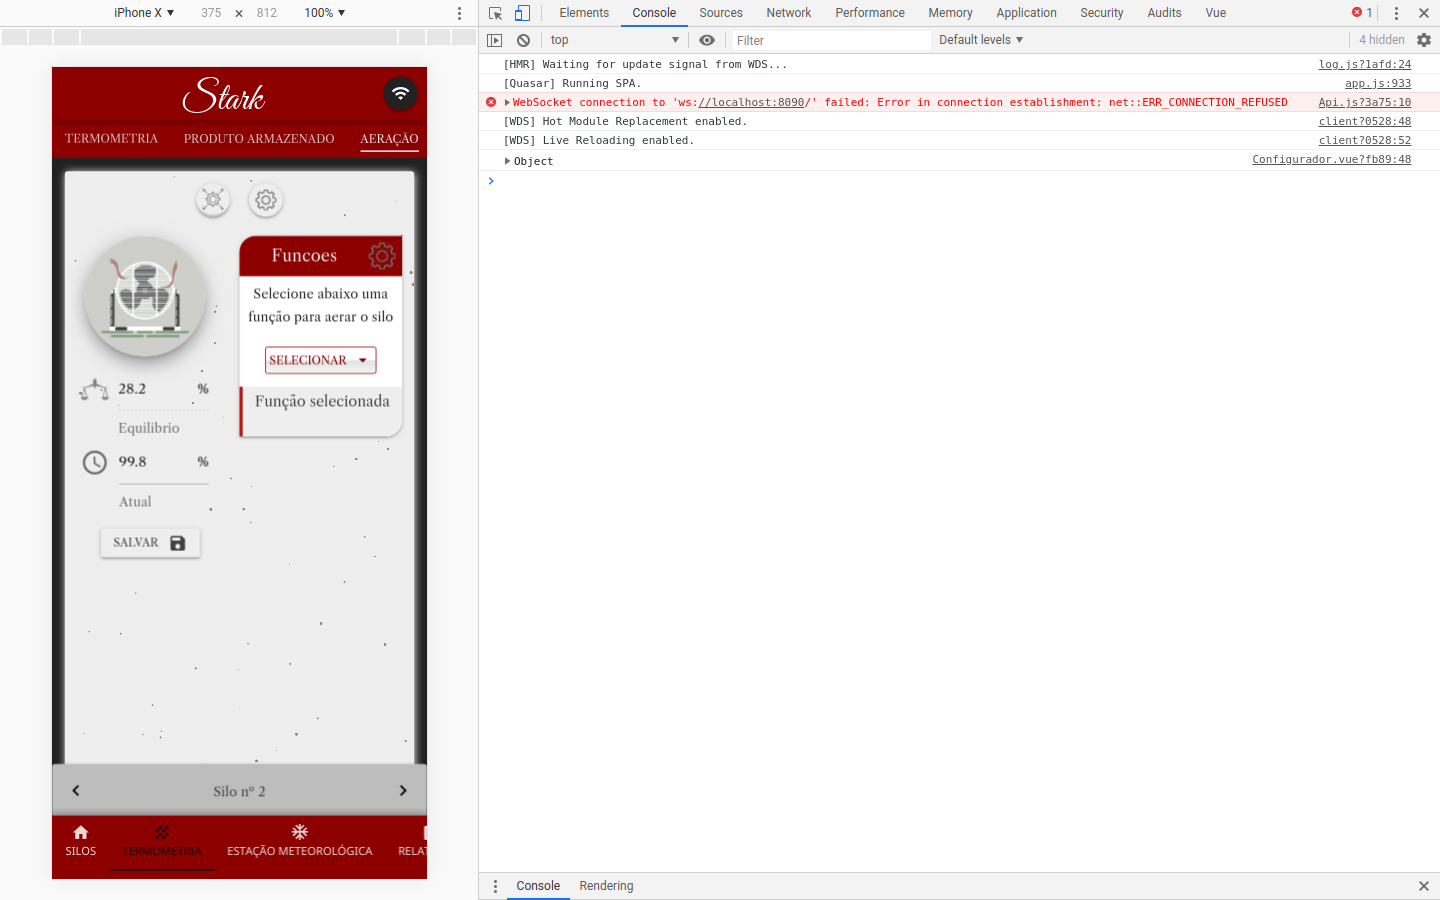 iPhone X 375 × 812 100%
Stark
TERMOMETRIA PRODUTO ARMAZENADO AERAÇÃO
Funcoes
Selecione abaixo uma
função para aerar o silo
SELECIONAR
Função selecionada
28.2 %
Equilibrio
99.8 %
Atual
SALVAR
Silo nº 2
SILOS TERMOMETRIA ESTAÇÃO METEOROLÓGICA RELAT
Elements Console Sources Network Performance Memory Application Security Audits Vue 1
top Filter Default levels 4 hidden
[HMR] Waiting for update signal from WDS... log.js?1afd:24
[Quasar] Running SPA. app.js:933
WebSocket connection to 'ws://localhost:8090/' failed: Error in connection establishment: net::ERR_CONNECTION_REFUSED Api.js?3a75:10
[WDS] Hot Module Replacement enabled. client?0528:48
[WDS] Live Reloading enabled. client?0528:52
Object Configurador.vue?fb89:48
Console Rendering